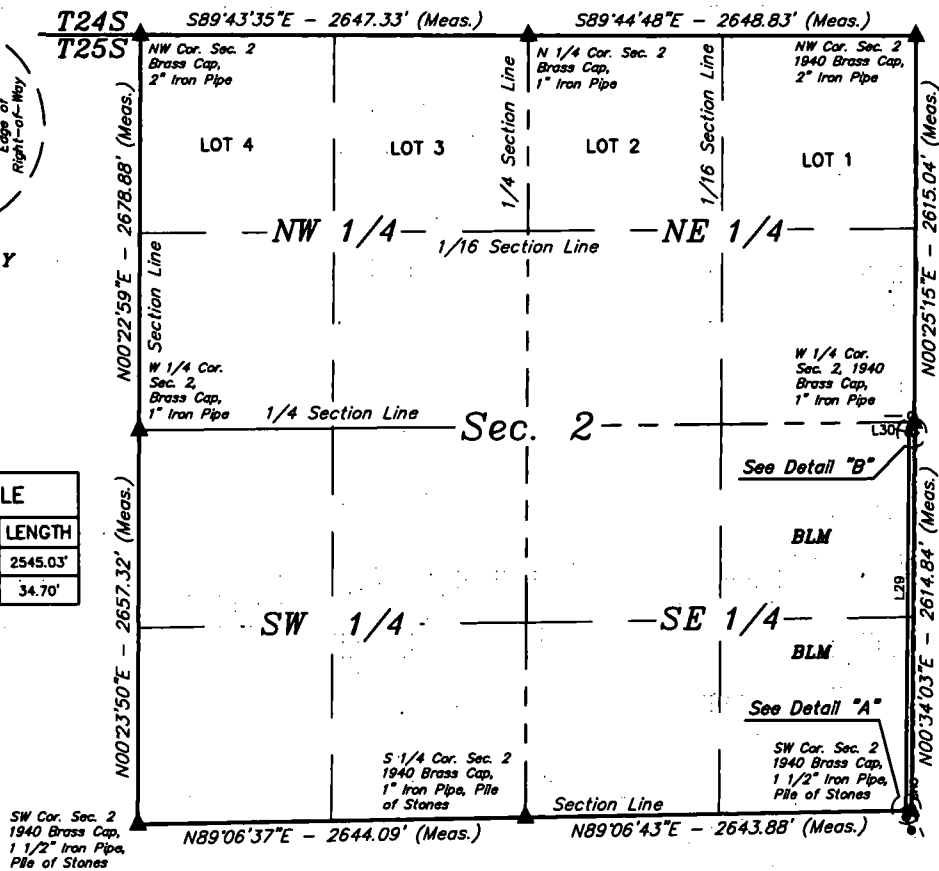 T24S
T25S
S89°43'35"E - 2647.33' (Meas.)
S89°44'48"E - 2648.83' (Meas.)
NW Cor. Sec. 2
Brass Cap,
2" Iron Pipe
N 1/4 Cor. Sec. 2
Brass Cap,
1" Iron Pipe
NW Cor. Sec. 2
1940 Brass Cap,
2" Iron Pipe
Edge of
Right-of-Way
LOT 4
LOT 3
LOT 2
LOT 1
1/4 Section Line
1/16 Section Line
N00°22'59"E - 2678.88' (Meas.)
N00°25'15"E - 2615.04' (Meas.)
Y
NW 1/4
NE 1/4
1/16 Section Line
Section Line
W 1/4 Cor.
Sec. 2,
Brass Cap,
1" Iron Pipe
W 1/4 Cor.
Sec. 2, 1940
Brass Cap,
1" Iron Pipe
1/4 Section Line
Sec. 2
L30
See Detail "B"
LE
LENGTH
2545.03'
34.70'
BLM
L29
N00°23'50"E - 2657.32' (Meas.)
N00°34'03"E - 2614.84' (Meas.)
SW 1/4
SE 1/4
BLM
See Detail "A"
S 1/4 Cor. Sec. 2
1940 Brass Cap,
1" Iron Pipe, Pile
of Stones
SW Cor. Sec. 2
1940 Brass Cap,
1 1/2" Iron Pipe,
Pile of Stones
Section Line
SW Cor. Sec. 2
1940 Brass Cap,
1 1/2" Iron Pipe,
Pile of Stones
N89°06'37"E - 2644.09' (Meas.)
N89°06'43"E - 2643.88' (Meas.)